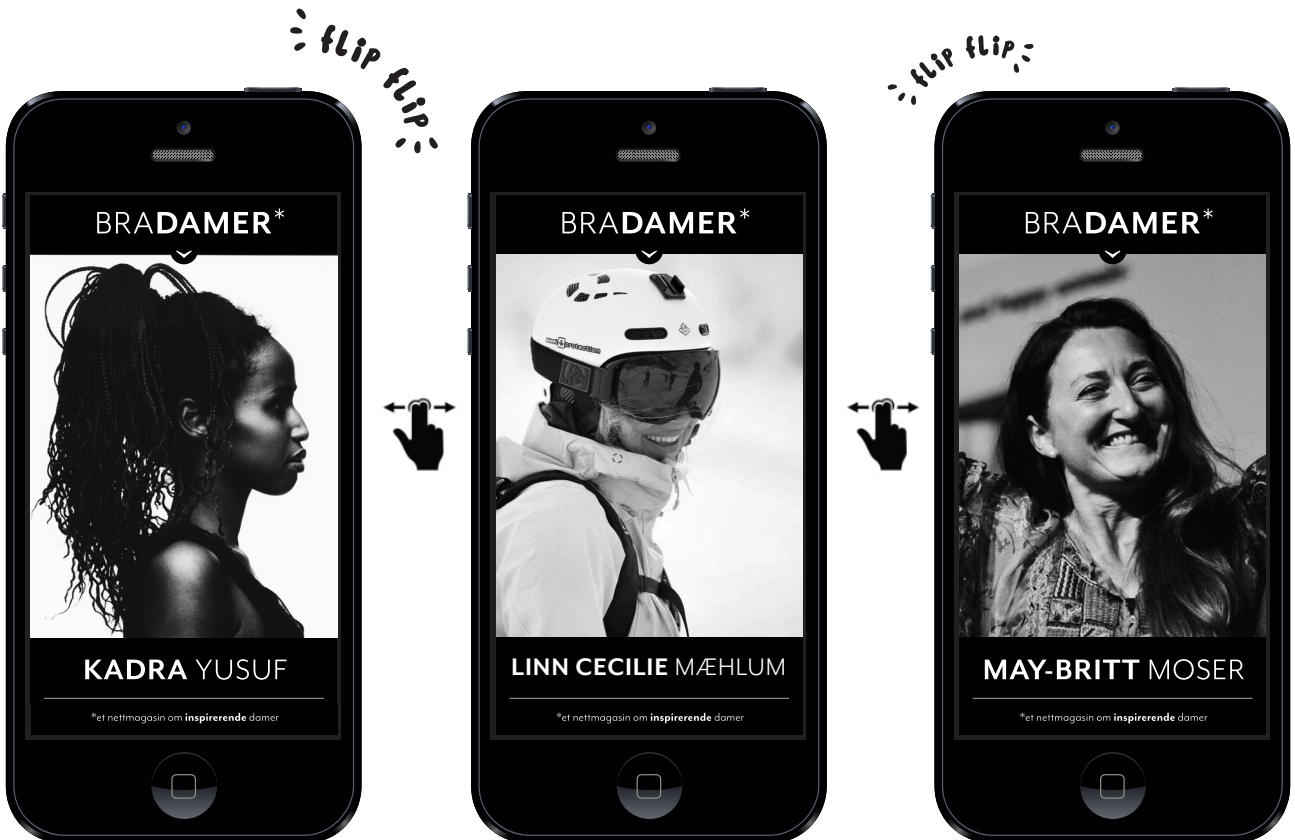 flip flip
flip flip
BRADAMER*
KADRA YUSUF
*et nettmagasin om inspirerende damer
BRADAMER*
protection
LINN CECILIE MÆHLUM
*et nettmagasin om inspirerende damer
BRADAMER*
MAY-BRITT MOSER
*et nettmagasin om inspirerende damer